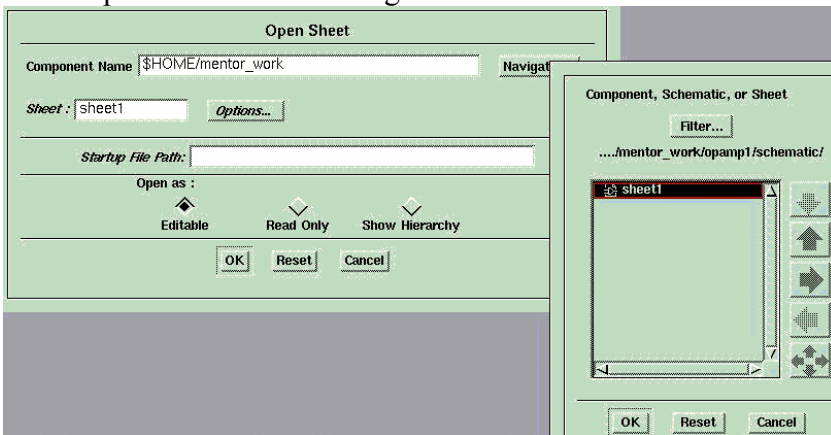 Open Sheet
Component Name $HOME/mentor_work Navigat
Sheet : sheet1 Options...
Startup File Path:
Open as :
Editable Read Only Show Hierarchy
OK Reset Cancel
Component, Schematic, or Sheet
Filter...
..../mentor_work/opamp1/schematic/
sheet1
OK Reset Cancel